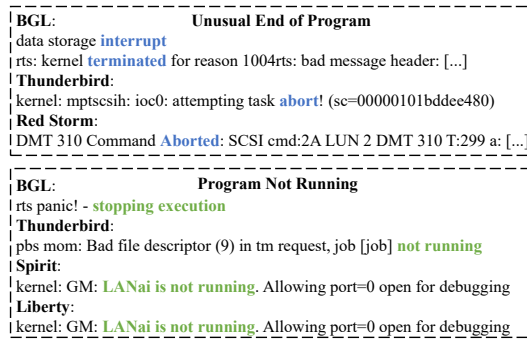 BGL: Unusual End of Program
data storage interrupt
rts: kernel terminated for reason 1004rts: bad message header: [...]
Thunderbird:
kernel: mptscsih: ioc0: attempting task abort! (sc=00000101bddee480)
Red Storm:
DMT 310 Command Aborted: SCSI cmd:2A LUN 2 DMT 310 T:299 a: [...]
BGL: Program Not Running
rts panic! - stopping execution
Thunderbird:
pbs mom: Bad file descriptor (9) in tm request, job [job] not running
Spirit:
kernel: GM: LANai is not running. Allowing port=0 open for debugging
Liberty:
kernel: GM: LANai is not running. Allowing port=0 open for debugging